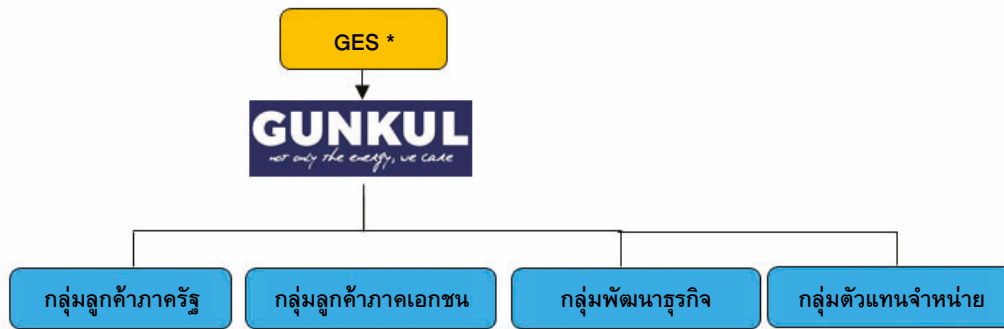 GES *
GUNKUL
not only the energy, we care
กลุ่มลูกค้าภาครัฐ
กลุ่มลูกค้าภาคเอกชน
กลุ่มพัฒนาธุรกิจ
กลุ่มตัวแทนจำหน่าย